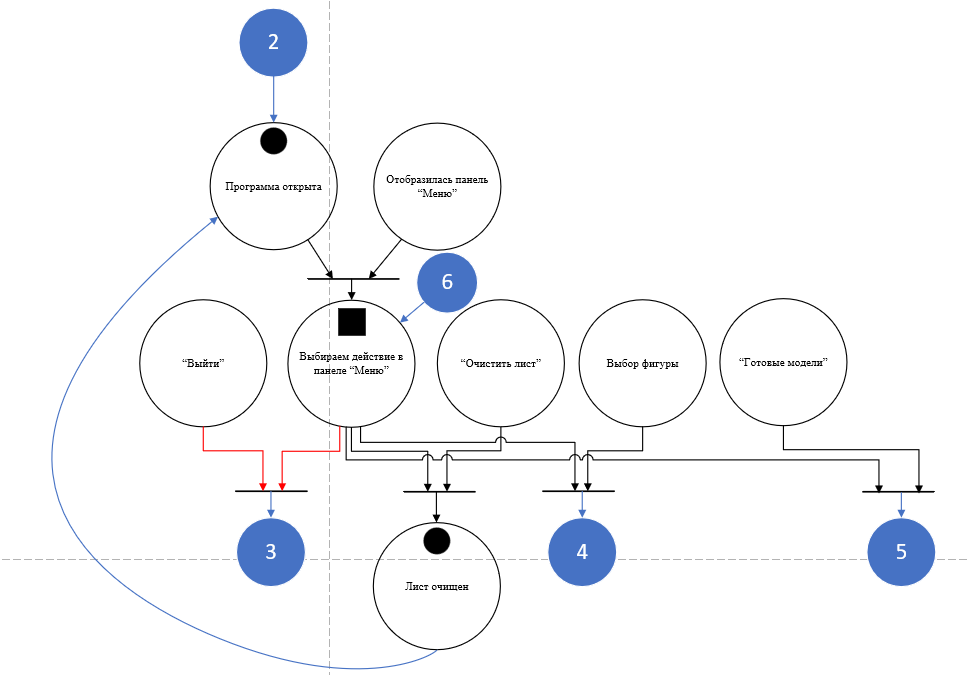 2
Программа открыта
Отобразилась панель
“Меню”
6
“Выйти”
Выбираем действие в
панеле “Меню”
“Очистить лист”
Выбор фигуры
“Готовые модели”
3
4
5
Лист очищен